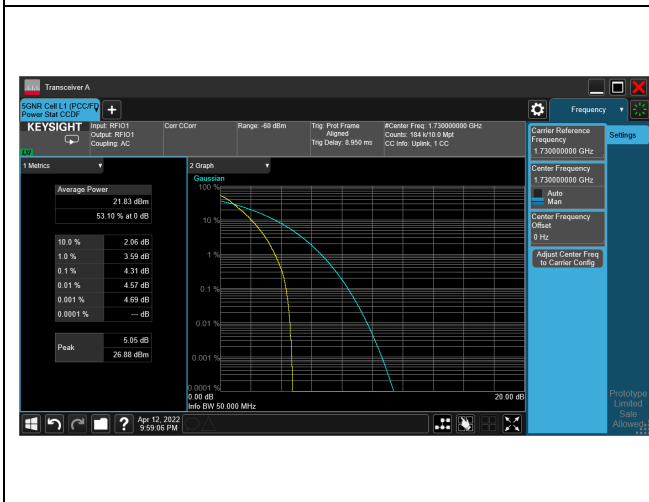 Transceiver A
5GNR Cell L1 (PCC/FD
Power Stat CCDF
Frequency
KEYSIGHT
Input: RFIO1
Output: RFIO1
Coupling: AC
Corr CCorr
Range: -60 dBm
Trig: Prot Frame
Aligned
Trig Delay: 8.950 ms
#Center Freq: 1.730000000 GHz
Counts: 184 k/10.0 Mpt
CC Info: Uplink, 1 CC
LW
Carrier Reference
Frequency
1.730000000 GHz
Settings
Center Frequency
1.730000000 GHz
Auto
Man
Center Frequency
Offset
0 Hz
Adjust Center Freq
to Carrier Config
1 Metrics
Average Power
21.83 dBm
53.10 % at 0 dB
10.0 % 2.06 dB
1.0 % 3.59 dB
0.1 % 4.31 dB
0.01 % 4.57 dB
0.001 % 4.69 dB
0.0001 % --- dB
Peak
5.05 dB
26.88 dBm
2 Graph
Gaussian
100 %
10 %
1 %
0.1 %
0.01 %
0.001 %
0.0001 %
0.00 dB 20.00 dB
Info BW 50.000 MHz
Prototype
Limited
Sale
Allowed
?
Apr 12, 2022
9:59:06 PM